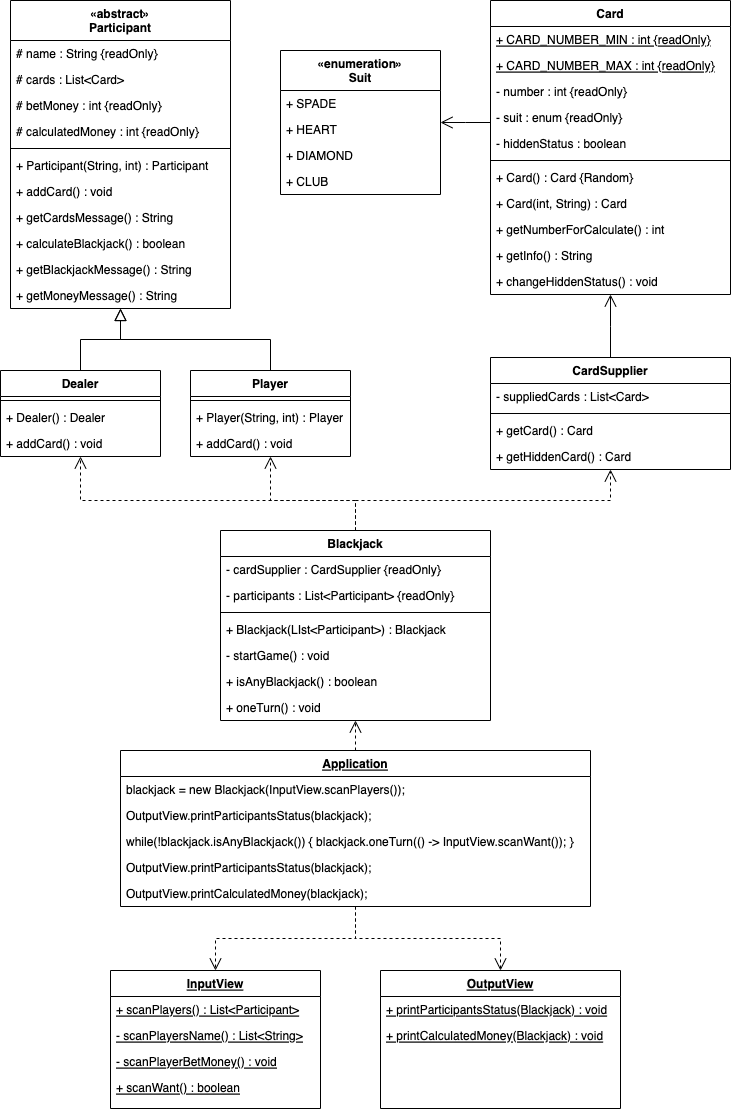 «abstract»
Participant
# name : String {readOnly}
# cards : List<Card>
# betMoney : int {readOnly}
# calculatedMoney : int {readOnly}
+ Participant(String, int) : Participant
+ addCard() : void
+ getCardsMessage() : String
+ calculateBlackjack() : boolean
+ getBlackjackMessage() : String
+ getMoneyMessage() : String
«enumeration»
Suit
+ SPADE
+ HEART
+ DIAMOND
+ CLUB
Card
+ CARD_NUMBER_MIN : int {readOnly}
+ CARD_NUMBER_MAX : int {readOnly}
- number : int {readOnly}
- suit : enum {readOnly}
- hiddenStatus : boolean
+ Card() : Card {Random}
+ Card(int, String) : Card
+ getNumberForCalculate() : int
+ getInfo() : String
+ changeHiddenStatus() : void
Dealer
+ Dealer() : Dealer
+ addCard() : void
Player
+ Player(String, int) : Player
+ addCard() : void
CardSupplier
- suppliedCards : List<Card>
+ getCard() : Card
+ getHiddenCard() : Card
Blackjack
- cardSupplier : CardSupplier {readOnly}
- participants : List<Participant> {readOnly}
+ Blackjack(LIst<Participant>) : Blackjack
- startGame() : void
+ isAnyBlackjack() : boolean
+ oneTurn() : void
Application
blackjack = new Blackjack(InputView.scanPlayers());
OutputView.printParticipantsStatus(blackjack);
while(!blackjack.isAnyBlackjack()) { blackjack.oneTurn(() -> InputView.scanWant()); }
OutputView.printParticipantsStatus(blackjack);
OutputView.printCalculatedMoney(blackjack);
InputView
+ scanPlayers() : List<Participant>
- scanPlayersName() : List<String>
- scanPlayerBetMoney() : void
+ scanWant() : boolean
OutputView
+ printParticipantsStatus(Blackjack) : void
+ printCalculatedMoney(Blackjack) : void